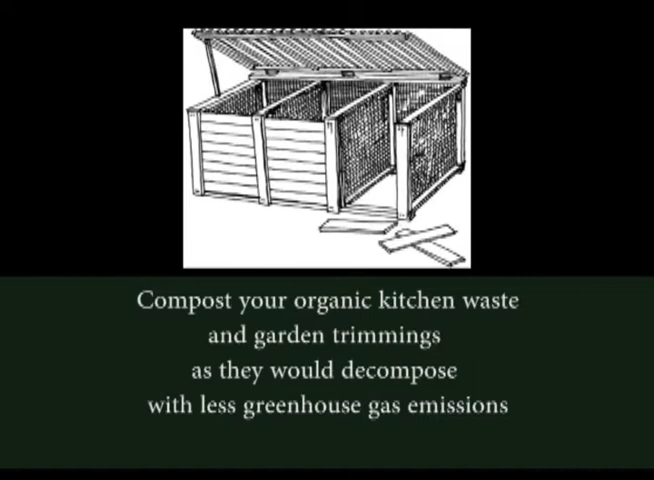 Compost your organic kitchen waste
and garden trimmings
as they would decompose
with less greenhouse gas emissions